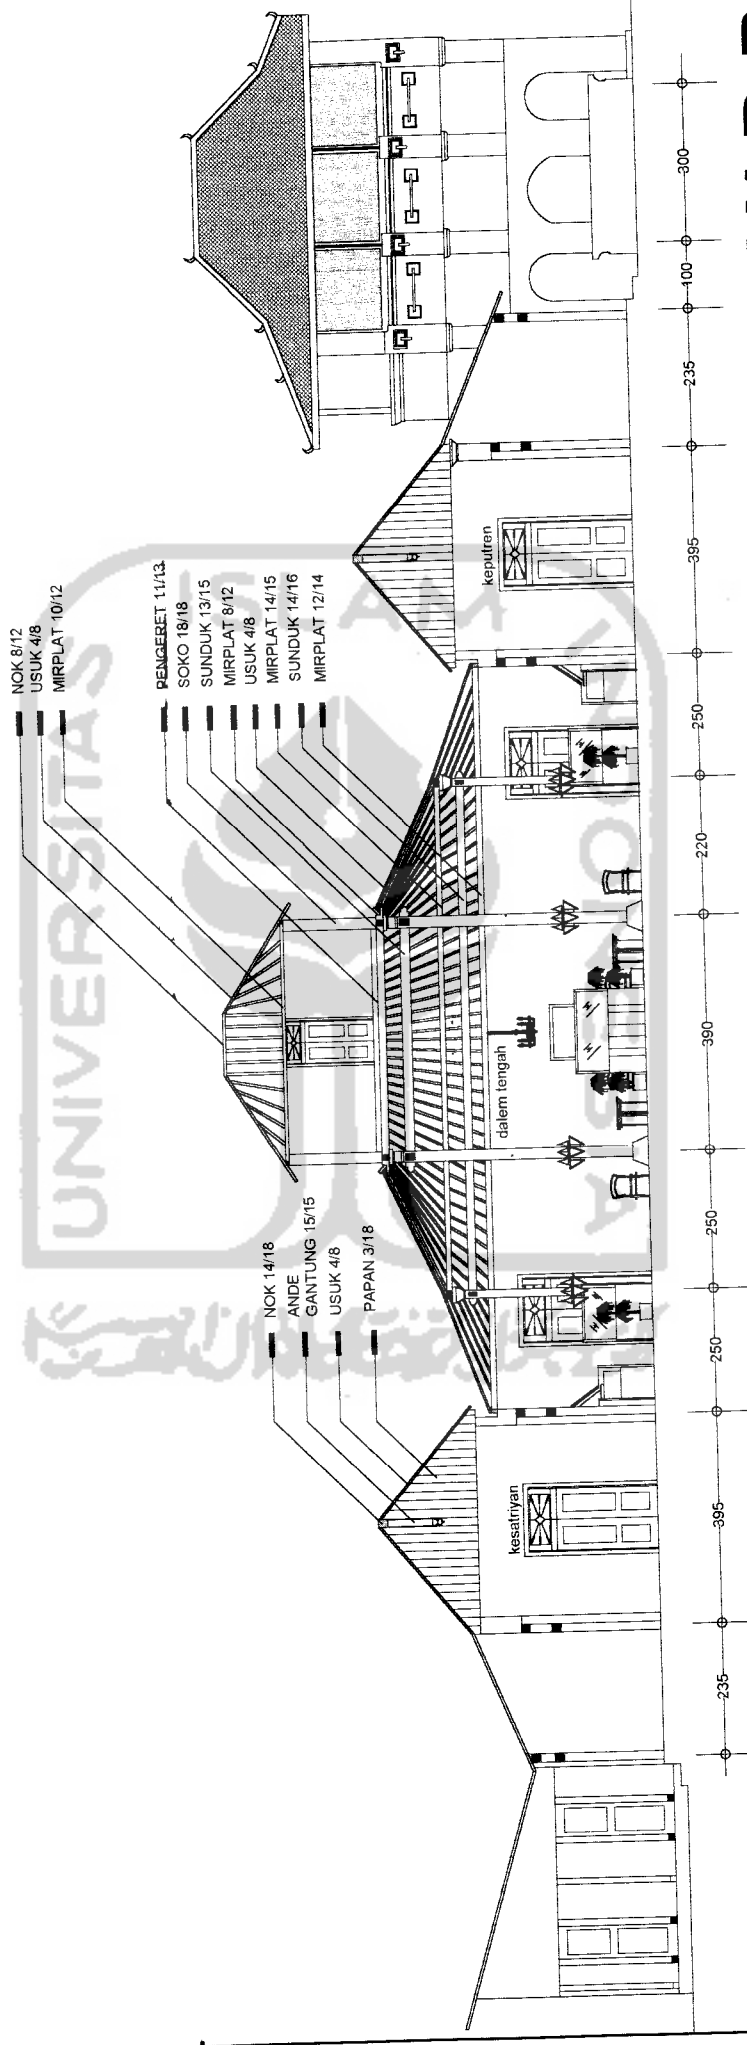 NOK 8/12
USUK 4/8
MIRPLAT 10/12
PENGERET 11/13
SOKO 18/18
SUNDUK 13/15
MIRPLAT 8/12
USUK 4/8
MIRPLAT 14/15
SUNDUK 14/16
MIRPLAT 12/14
NOK 14/18
ANDE
GANTUNG 15/15
USUK 4/8
PAPAN 3/18
kesatriyan
dalem tengah
keputren
235
395
250
250
390
220
250
395
235
100
300
UNIVERSITAS
ISLAM
INDONESIA